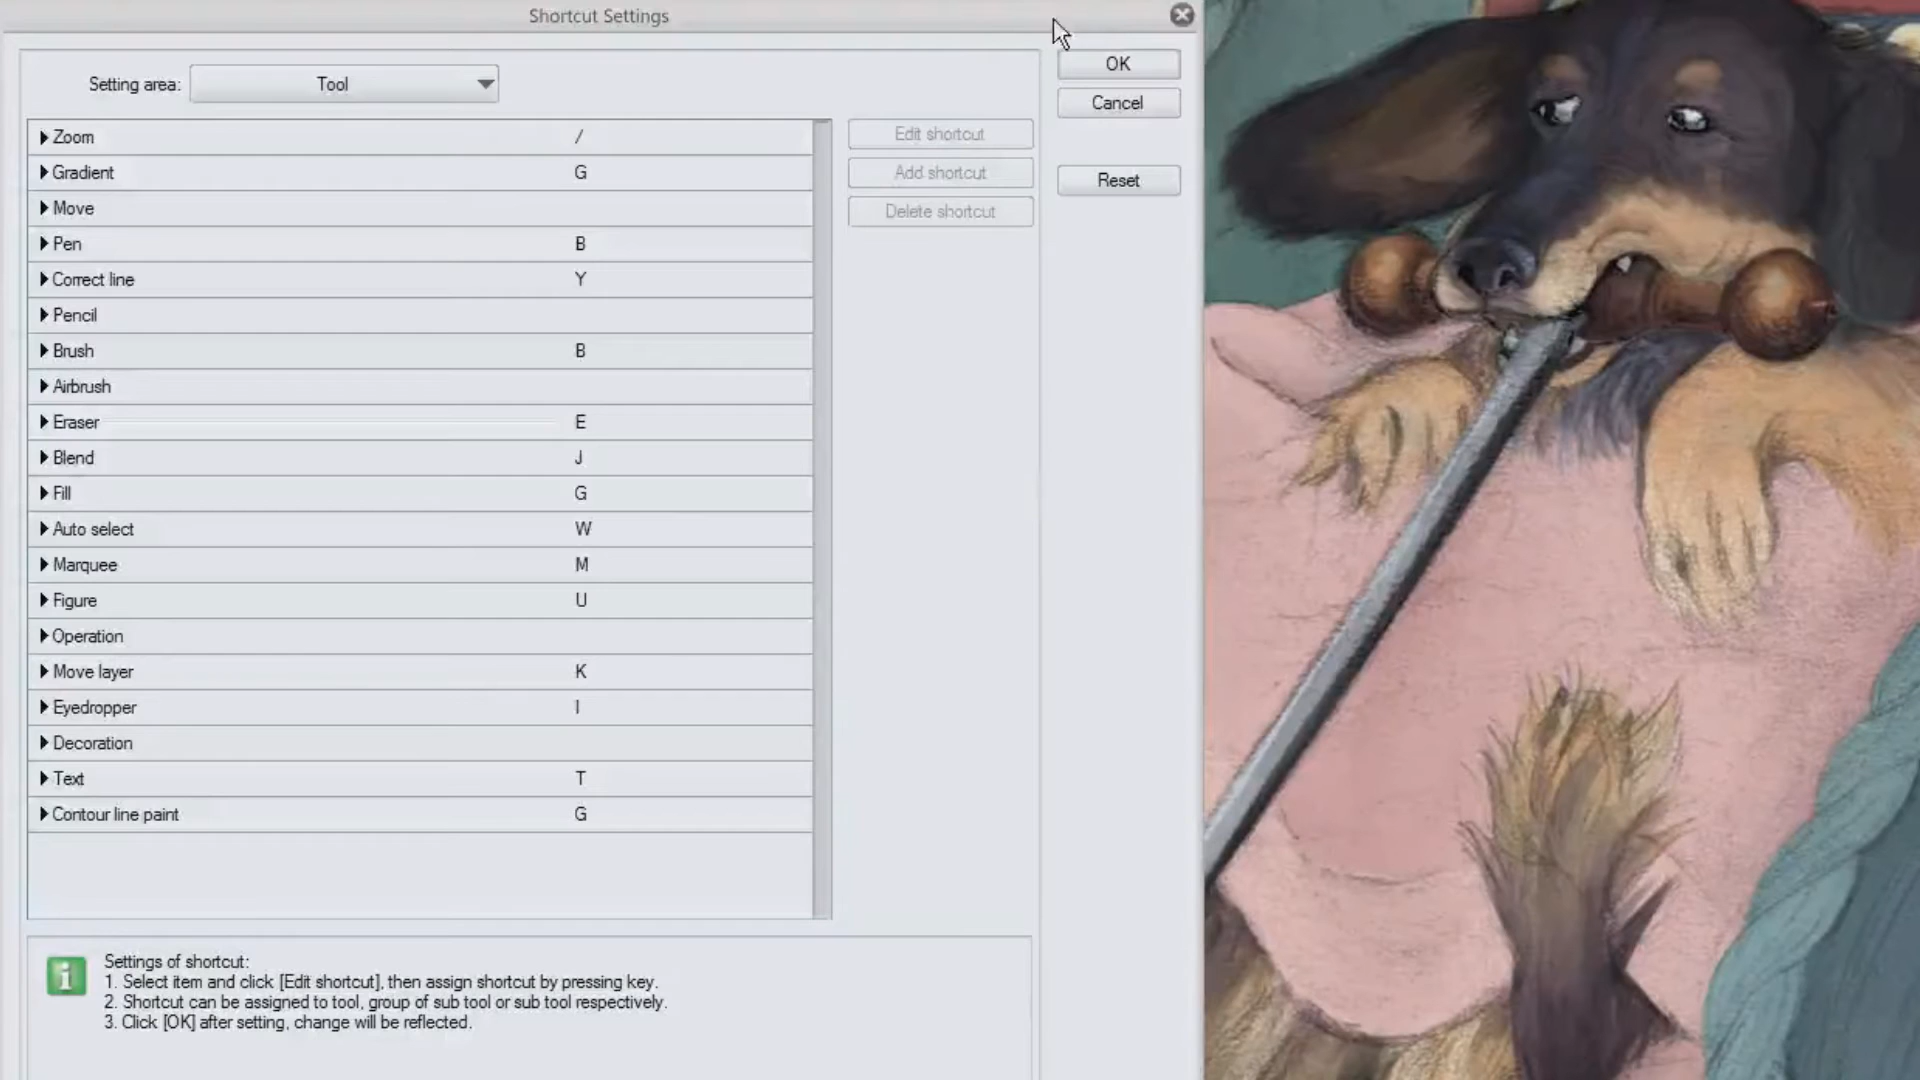 Shortcut Settings
Setting area: Tool
OK
Cancel
Reset
Edit shortcut
Add shortcut
Delete shortcut
Zoom /
Gradient G
Move
Pen B
Correct line Y
Pencil
Brush B
Airbrush
Eraser E
Blend J
Fill G
Auto select W
Marquee M
Figure U
Operation
Move layer K
Eyedropper I
Decoration
Text T
Contour line paint G
Settings of shortcut:
1. Select item and click [Edit shortcut], then assign shortcut by pressing key.
2. Shortcut can be assigned to tool, group of sub tool or sub tool respectively.
3. Click [OK] after setting, change will be reflected.